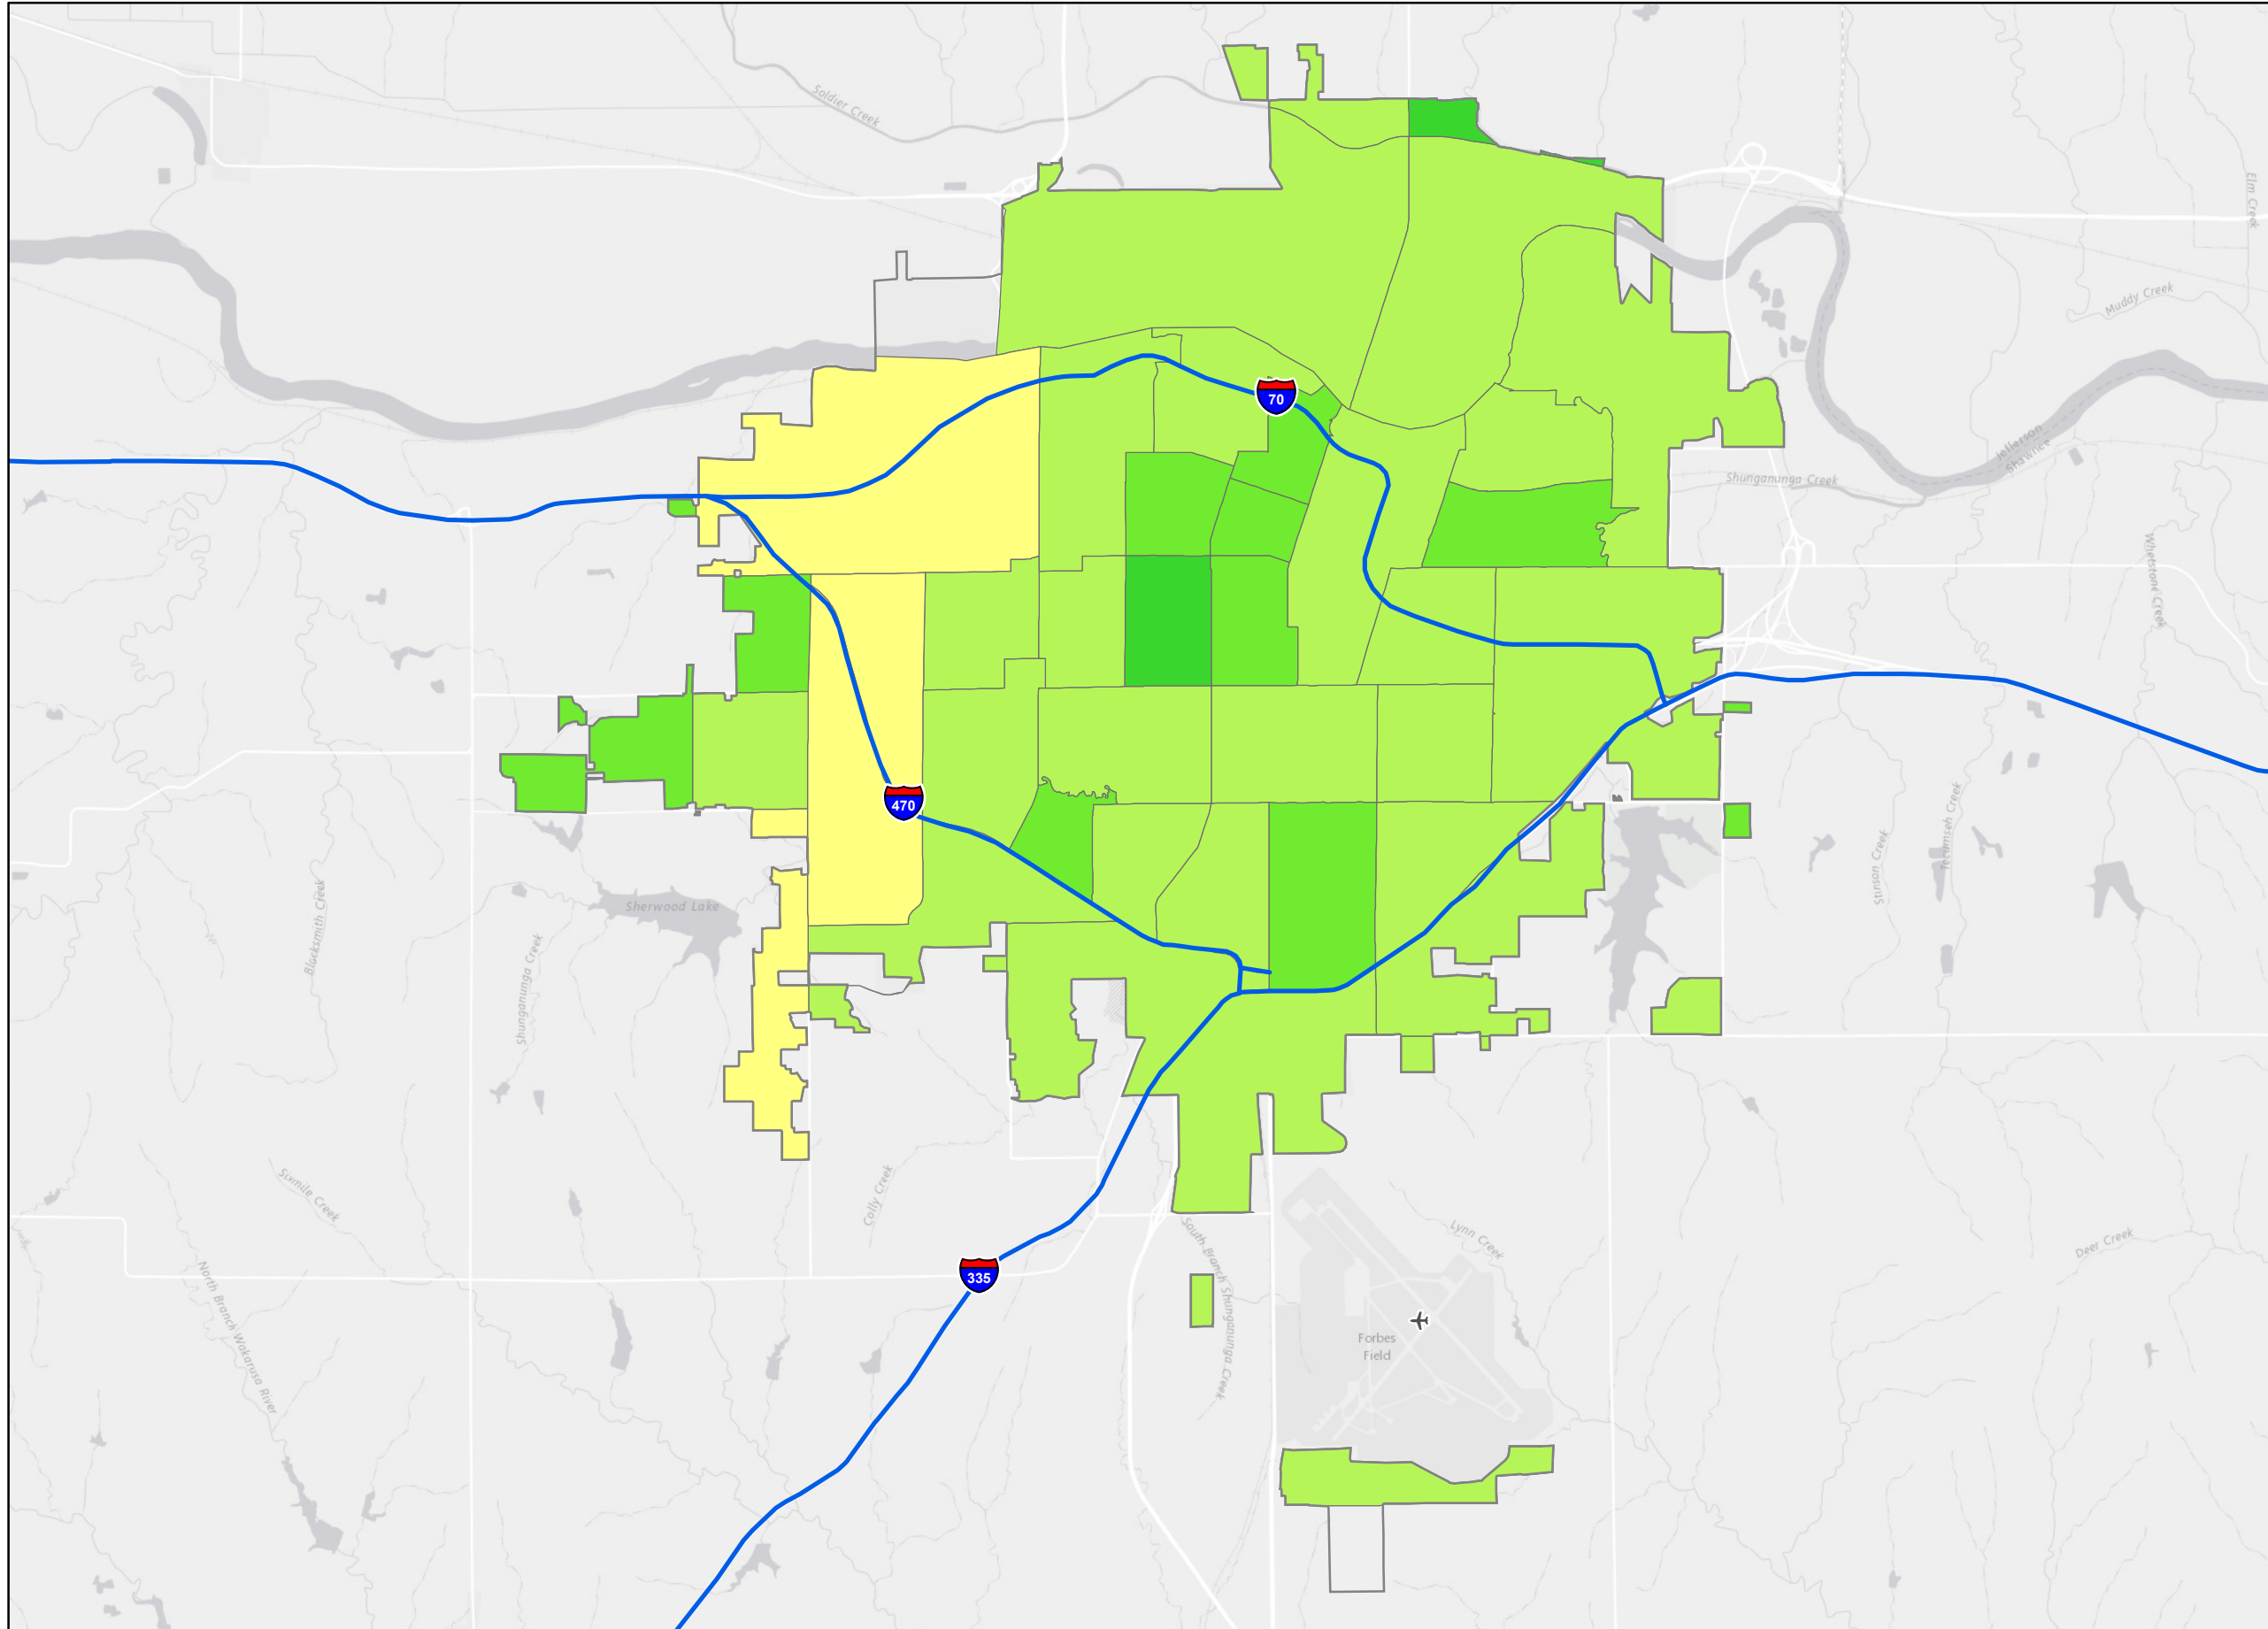 Soldier Creek
Elm Creek
Muddy Creek
70
Jefferson
Shawnee
Shunganunga Creek
Whetstone Creek
470
Sherwood Lake
Blacksmith Creek
Shunganunga Creek
Stinson Creek
Tecumseh Creek
Sixmile Creek
Colly Creek
South Branch Shunganunga Creek
Lynn Creek
Deer Creek
335
North Branch Wakarusa River
Forbes
Field